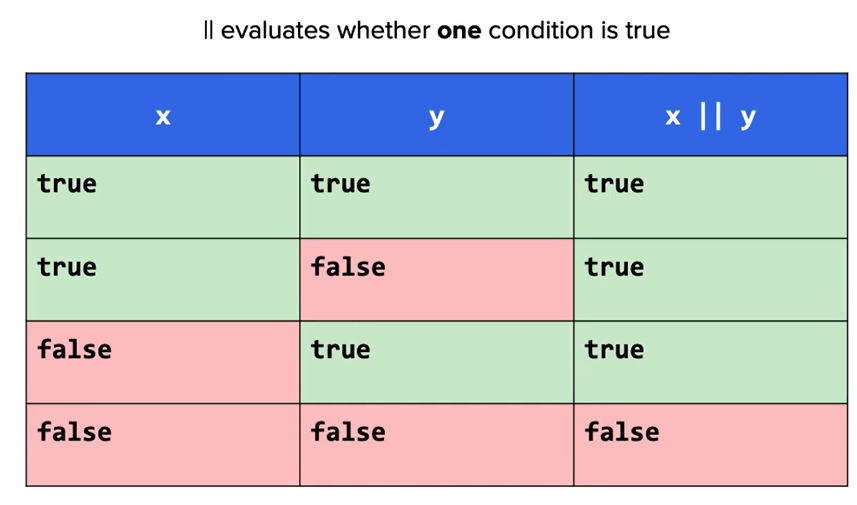 || evaluates whether one condition is true
x y x || y
true true true
true false true
false true true
false false false